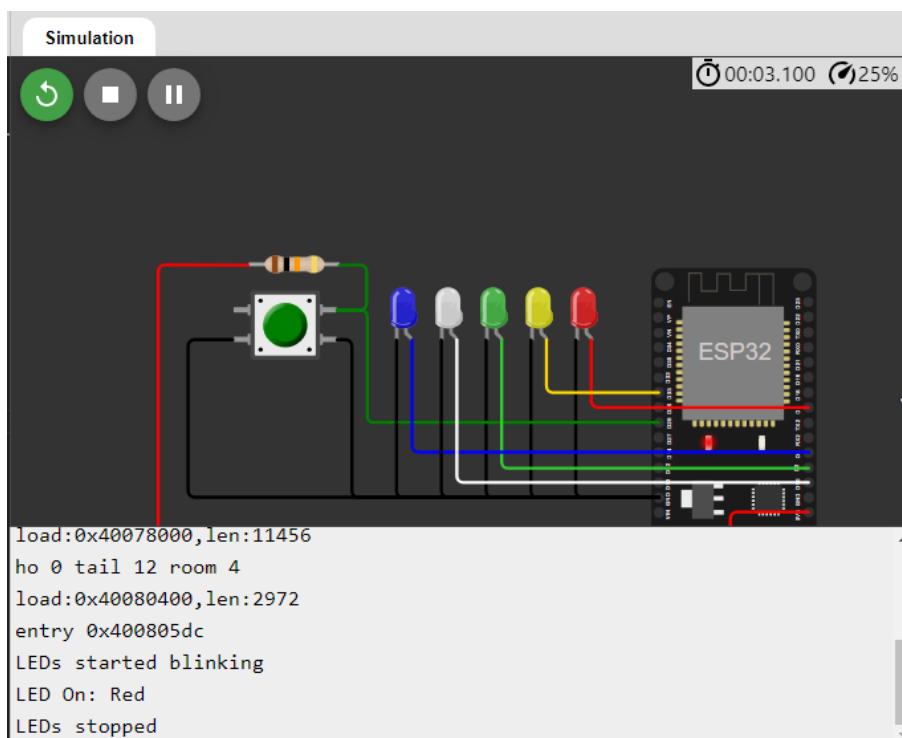 Simulation
00:03.100 25%
ESP32
load:0x40078000,len:11456
ho 0 tail 12 room 4
load:0x40080400,len:2972
entry 0x400805dc
LEDs started blinking
LED On: Red
LEDs stopped